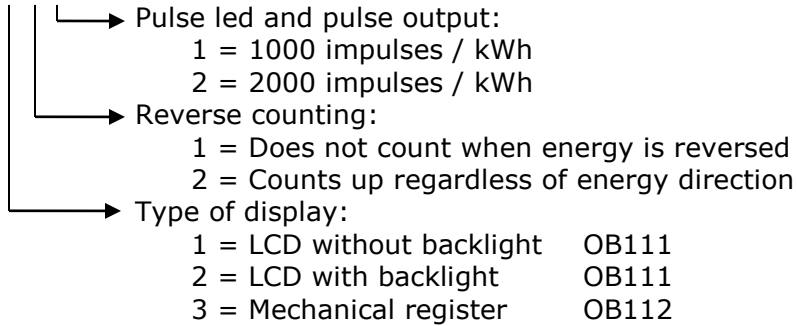 Pulse led and pulse output:
1 = 1000 impulses / kWh
2 = 2000 impulses / kWh
Reverse counting:
1 = Does not count when energy is reversed
2 = Counts up regardless of energy direction
Type of display:
1 = LCD without backlight OB111
2 = LCD with backlight OB111
3 = Mechanical register OB112